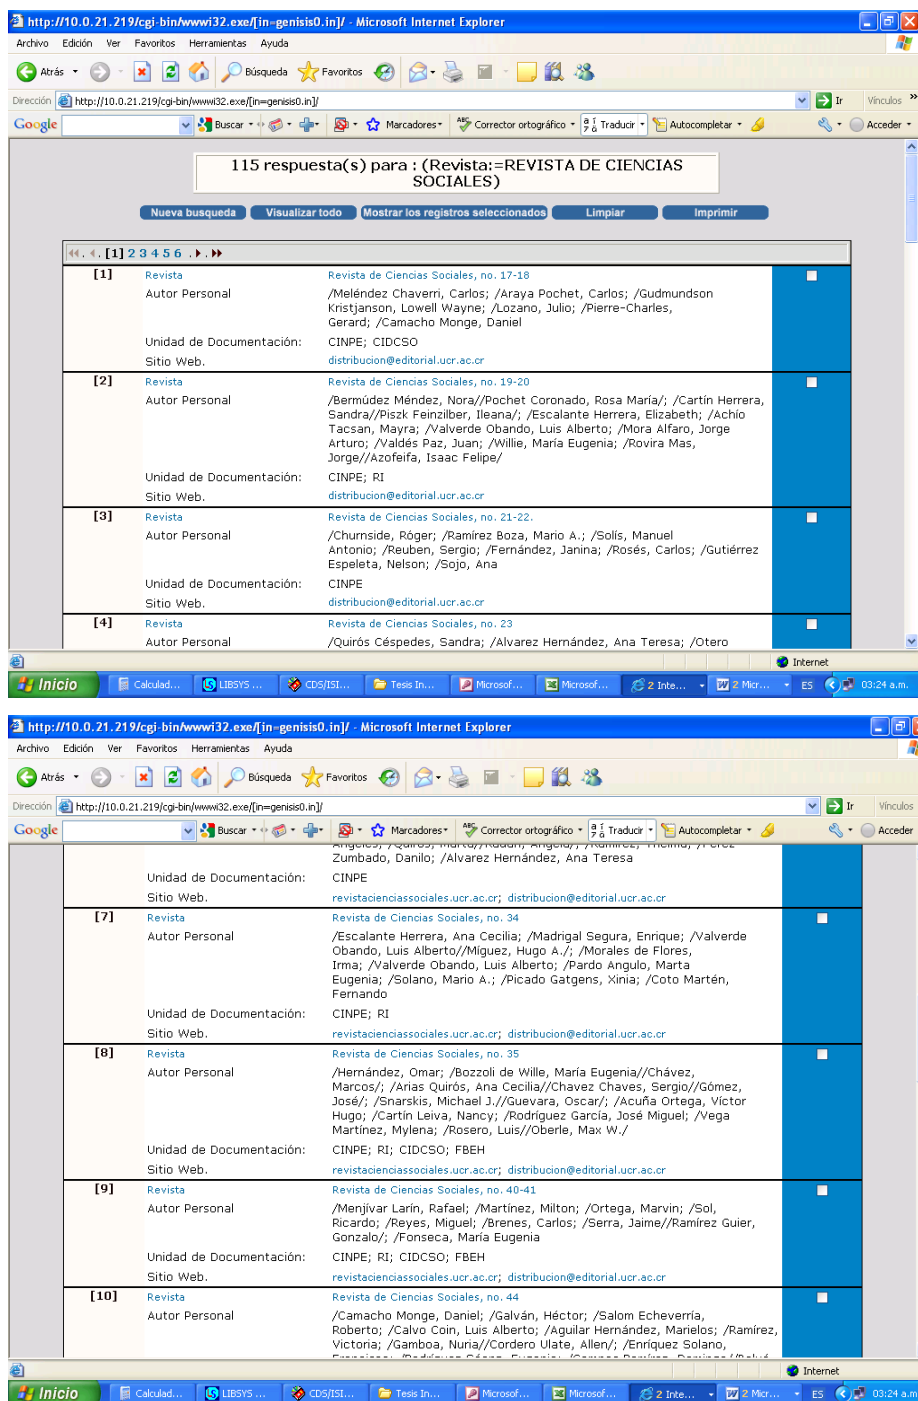 http://10.0.21.219/cgi-bin/wwwi32.exe/[in=genisis0.in]/ - Microsoft Internet Explorer
Archivo Edición Ver Favoritos Herramientas Ayuda
Atrás Búsqueda Favoritos
Dirección http://10.0.21.219/cgi-bin/wwwi32.exe/[in=genisis0.in]/ Ir Vínculos »
Google Buscar Marcadores Corrector ortográfico Traducir Autocompletar Acceder
115 respuesta(s) para : (Revista:=REVISTA DE CIENCIAS
SOCIALES)
Nueva busqueda Visualizar todo Mostrar los registros seleccionados Limpiar Imprimir
[1] 2 3 4 5 6
[1] Revista Revista de Ciencias Sociales, no. 17-18
Autor Personal /Meléndez Chaverri, Carlos; /Araya Pochet, Carlos; /Gudmundson
Kristjanson, Lowell Wayne; /Lozano, Julio; /Pierre-Charles,
Gerard; /Camacho Monge, Daniel
Unidad de Documentación: CINPE; CIDCSO
Sitio Web. distribucion@editorial.ucr.ac.cr
[2] Revista Revista de Ciencias Sociales, no. 19-20
Autor Personal /Bermúdez Méndez, Nora//Pochet Coronado, Rosa María/; /Cartín Herrera,
Sandra//Piszk Feinzilber, Ileana/; /Escalante Herrera, Elizabeth; /Achío
Tacsan, Mayra; /Valverde Obando, Luis Alberto; /Mora Alfaro, Jorge
Arturo; /Valdés Paz, Juan; /Willie, María Eugenia; /Rovira Mas,
Jorge//Azofeifa, Isaac Felipe/
Unidad de Documentación: CINPE; RI
Sitio Web. distribucion@editorial.ucr.ac.cr
[3] Revista Revista de Ciencias Sociales, no. 21-22.
Autor Personal /Churnside, Róger; /Ramírez Boza, Mario A.; /Solís, Manuel
Antonio; /Reuben, Sergio; /Fernández, Janina; /Rosés, Carlos; /Gutiérrez
Espeleta, Nelson; /Sojo, Ana
Unidad de Documentación: CINPE
Sitio Web. distribucion@editorial.ucr.ac.cr
[4] Revista Revista de Ciencias Sociales, no. 23
Autor Personal /Quirós Céspedes, Sandra; /Alvarez Hernández, Ana Teresa; /Otero
Internet
Inicio Calculad... LIBSYS ... CDS/ISI... Tesis In... Microsof... Microsof... 2 Inte... 2 Micr... ES 03:24 a.m.
http://10.0.21.219/cgi-bin/wwwi32.exe/[in=genisis0.in]/ - Microsoft Internet Explorer
Archivo Edición Ver Favoritos Herramientas Ayuda
Atrás Búsqueda Favoritos
Dirección http://10.0.21.219/cgi-bin/wwwi32.exe/[in=genisis0.in]/ Ir Vínculos
Google Buscar Marcadores Corrector ortográfico Traducir Autocompletar Acceder
Zumbado, Danilo; /Alvarez Hernández, Ana Teresa
Unidad de Documentación: CINPE
Sitio Web. revistacienciassociales.ucr.ac.cr; distribucion@editorial.ucr.ac.cr
[7] Revista Revista de Ciencias Sociales, no. 34
Autor Personal /Escalante Herrera, Ana Cecilia; /Madrigal Segura, Enrique; /Valverde
Obando, Luis Alberto//Míguez, Hugo A./; /Morales de Flores,
Irma; /Valverde Obando, Luis Alberto; /Pardo Angulo, Marta
Eugenia; /Solano, Mario A.; /Picado Gatgens, Xinia; /Coto Martén,
Fernando
Unidad de Documentación: CINPE; RI
Sitio Web. revistacienciassociales.ucr.ac.cr; distribucion@editorial.ucr.ac.cr
[8] Revista Revista de Ciencias Sociales, no. 35
Autor Personal /Hernández, Omar; /Bozzoli de Wille, María Eugenia//Chávez,
Marcos/; /Arias Quirós, Ana Cecilia//Chavez Chaves, Sergio//Gómez,
José/; /Snarskis, Michael J.//Guevara, Oscar/; /Acuña Ortega, Víctor
Hugo; /Cartín Leiva, Nancy; /Rodríguez García, José Miguel; /Vega
Martínez, Mylena; /Rosero, Luis//Oberle, Max W./
Unidad de Documentación: CINPE; RI; CIDCSO; FBEH
Sitio Web. revistacienciassociales.ucr.ac.cr; distribucion@editorial.ucr.ac.cr
[9] Revista Revista de Ciencias Sociales, no. 40-41
Autor Personal /Menjívar Larín, Rafael; /Martínez, Milton; /Ortega, Marvin; /Sol,
Ricardo; /Reyes, Miguel; /Brenes, Carlos; /Serra, Jaime//Ramírez Guier,
Gonzalo/; /Fonseca, María Eugenia
Unidad de Documentación: CINPE; RI; CIDCSO; FBEH
Sitio Web. revistacienciassociales.ucr.ac.cr; distribucion@editorial.ucr.ac.cr
[10] Revista Revista de Ciencias Sociales, no. 44
Autor Personal /Camacho Monge, Daniel; /Galván, Héctor; /Salom Echeverría,
Roberto; /Calvo Coin, Luis Alberto; /Aguilar Hernández, Marielos; /Ramírez,
Victoria; /Gamboa, Nuria//Cordero Ulate, Allen/; /Enríquez Solano,
Internet
Inicio Calculad... LIBSYS ... CDS/ISI... Tesis In... Microsof... Microsof... 2 Inte... 2 Micr... ES 03:24 a.m